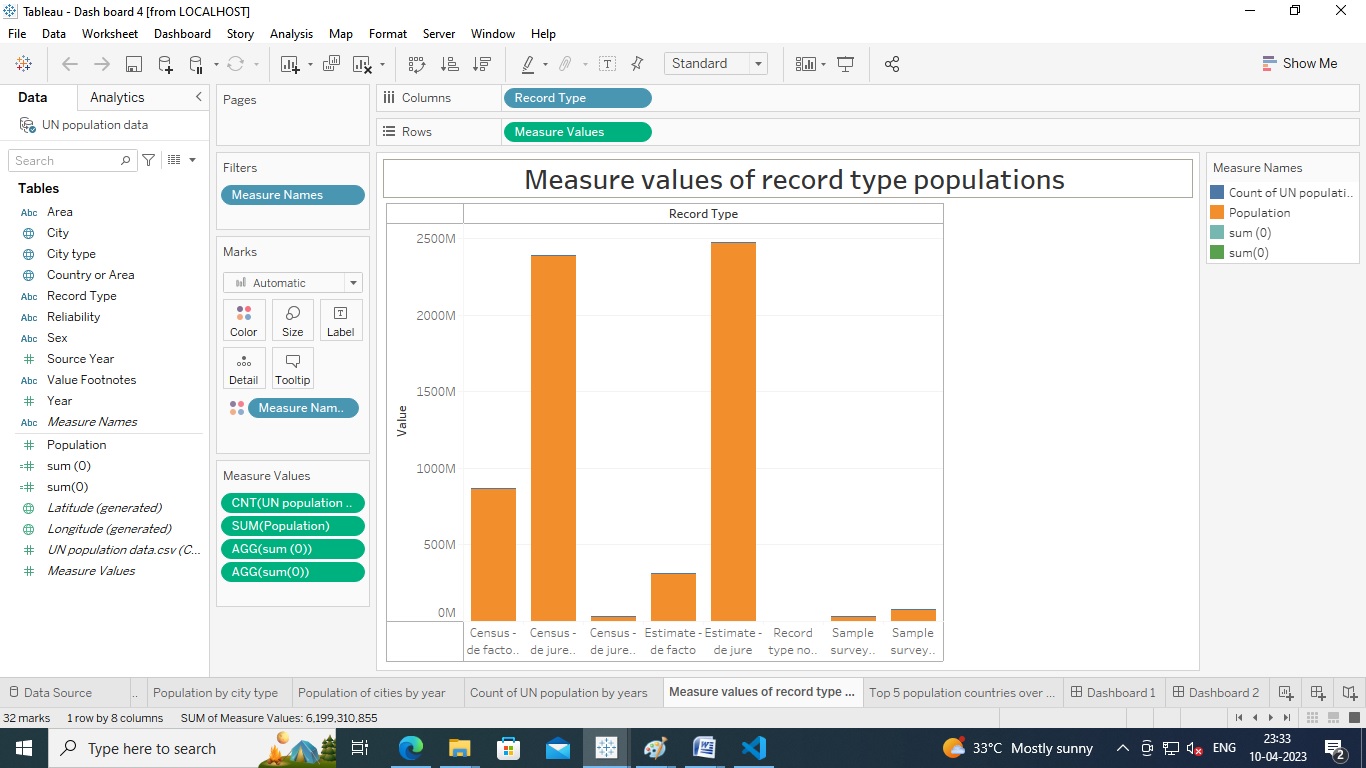 Tableau - Dash board 4 [from LOCALHOST]
File Data Worksheet Dashboard Story Analysis Map Format Server Window Help
Standard
Show Me
Data Analytics
UN population data
Search
Tables
Abc Area
City
City type
Country or Area
Abc Record Type
Abc Reliability
Abc Sex
Source Year
Abc Value Footnotes
Year
Abc Measure Names
Population
sum (0)
sum(0)
Latitude (generated)
Longitude (generated)
UN population data.csv (C...
Measure Values
Pages
Filters
Measure Names
Marks
Automatic
Color Size Label
Detail Tooltip
Measure Nam..
Measure Values
CNT(UN population ..
SUM(Population)
AGG(sum (0))
AGG(sum(0))
Columns Record Type
Rows Measure Values
Measure values of record type populations
Record Type
Value
2500M
2000M
1500M
1000M
500M
0M
Census - de facto..
Census - de jure..
Census - de jure..
Estimate - de facto
Estimate - de jure
Record type no..
Sample survey..
Sample survey..
Measure Names
Count of UN populati..
Population
sum (0)
sum(0)
Data Source .. Population by city type Population of cities by year Count of UN population by years Measure values of record type ... Top 5 population countries over ... Dashboard 1 Dashboard 2
32 marks 1 row by 8 columns SUM of Measure Values: 6,199,310,855
Type here to search
33°C Mostly sunny
ENG
23:33
10-04-2023
2